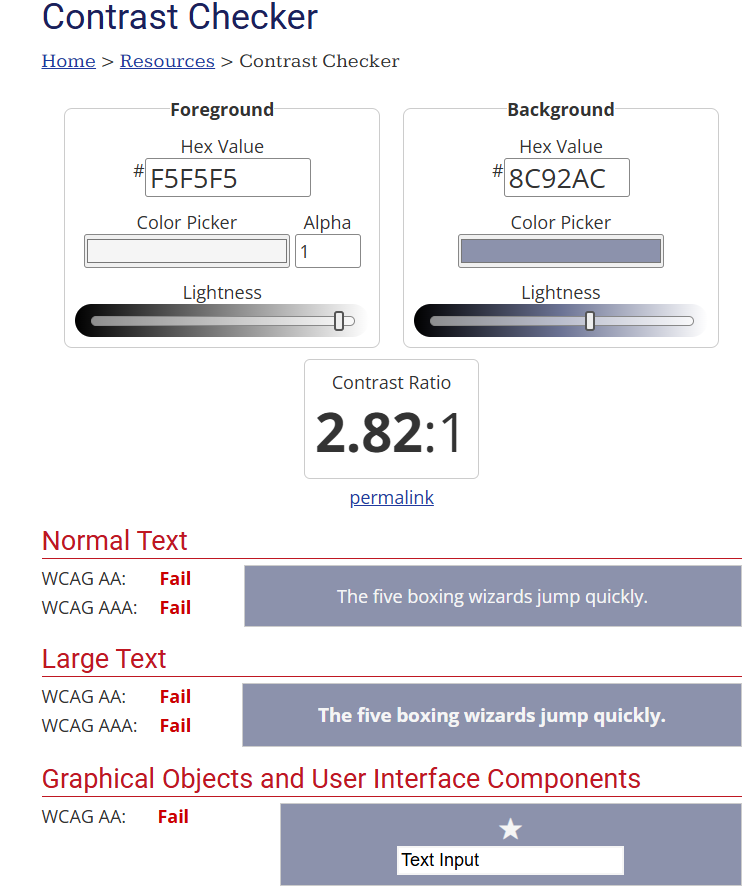 Contrast Checker
Home > Resources > Contrast Checker
Foreground
Hex Value
# F5F5F5
Color Picker
Alpha
1
Lightness
Background
Hex Value
# 8C92AC
Color Picker
Lightness
Contrast Ratio
2.82:1
permalink
Normal Text
WCAG AA: Fail
WCAG AAA: Fail
The five boxing wizards jump quickly.
Large Text
WCAG AA: Fail
WCAG AAA: Fail
The five boxing wizards jump quickly.
Graphical Objects and User Interface Components
WCAG AA: Fail
Text Input